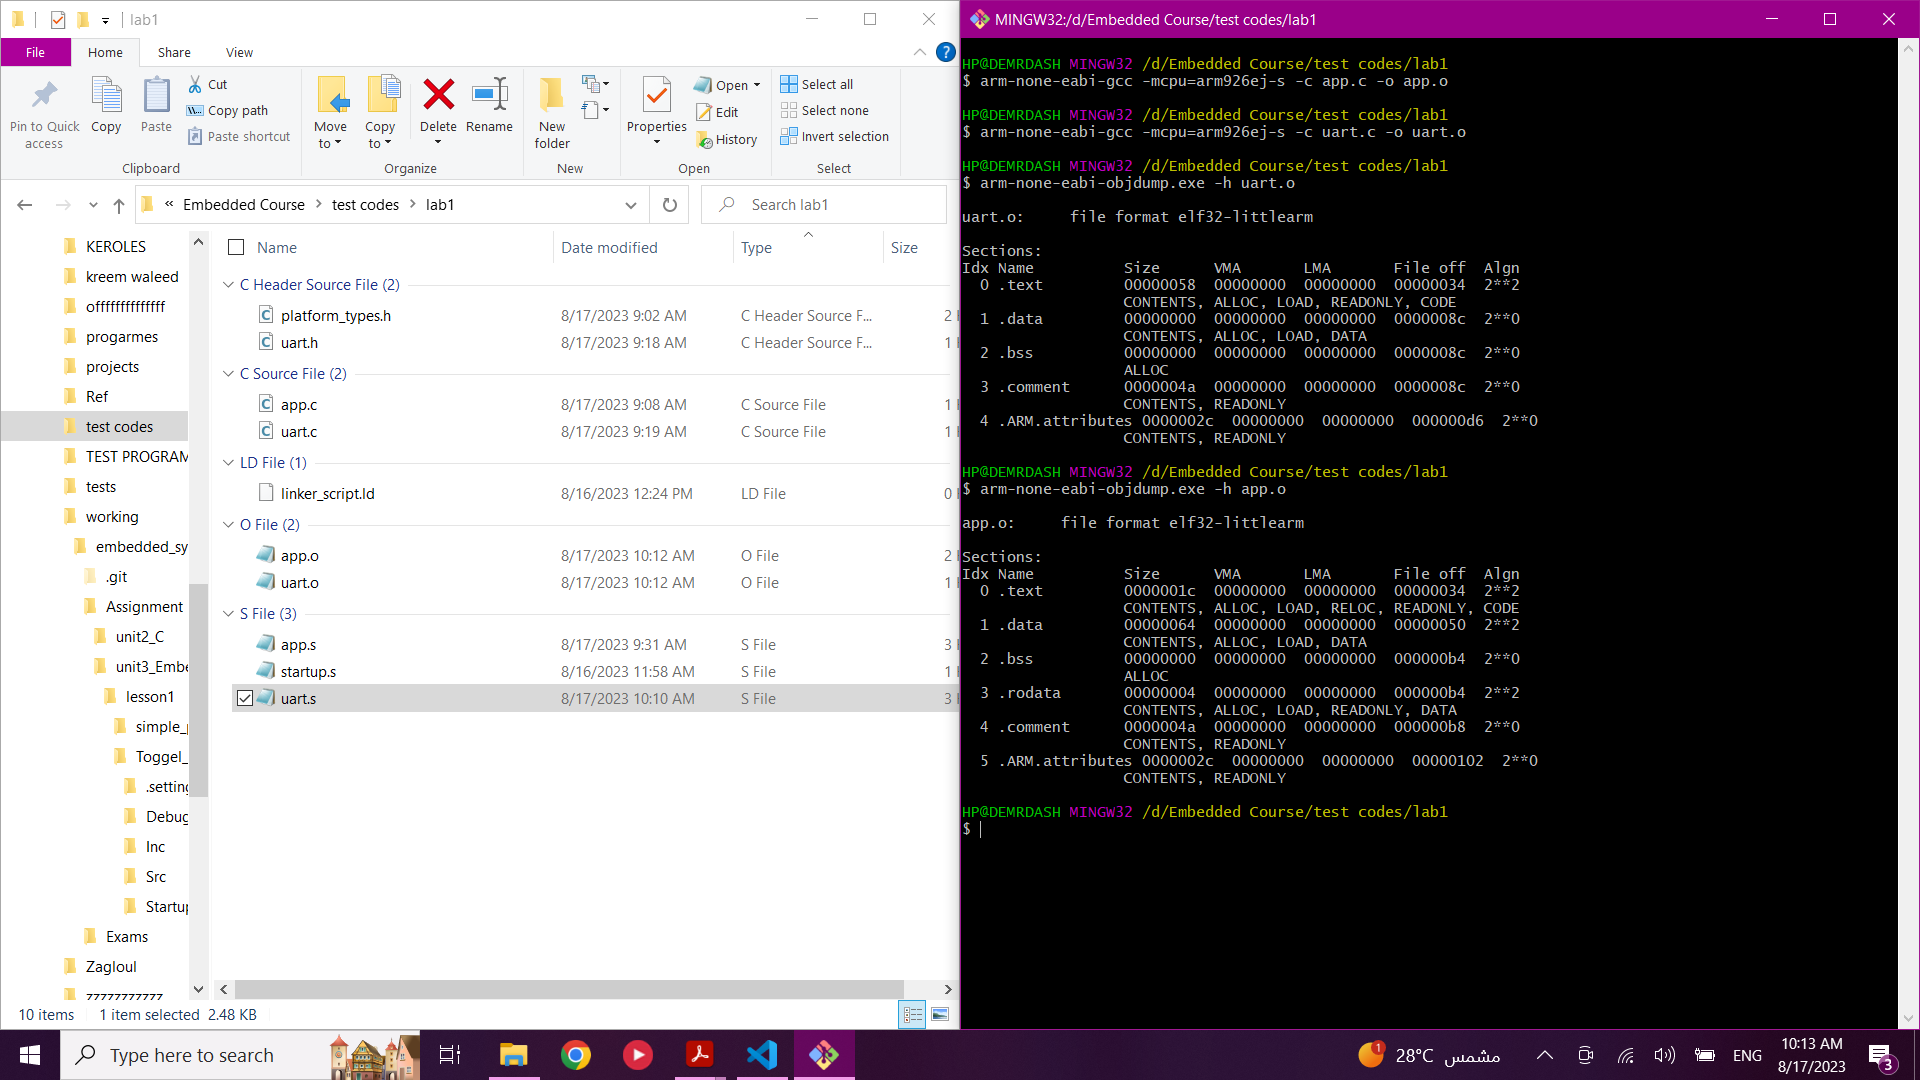 lab1
File
Home
Share
View
Pin to Quick access
Copy
Paste
Cut
Copy path
Paste shortcut
Clipboard
Move to
Copy to
Delete
Rename
Organize
New folder
New
Properties
Open
Edit
History
Open
Select all
Select none
Invert selection
Select
« Embedded Course > test codes > lab1
Search lab1
KEROLES
kreem waleed
progarmes
projects
Ref
test codes
TEST PROGRAM
tests
working
embedded_sy
.git
Assignment
unit2_C
unit3_Embe
lesson1
simple_
Toggel_
.setting
Debug
Inc
Src
Startup
Exams
Zagloul
Name Date modified Type Size
C Header Source File (2)
platform_types.h 8/17/2023 9:02 AM C Header Source F... 2
uart.h 8/17/2023 9:18 AM C Header Source F... 1
C Source File (2)
app.c 8/17/2023 9:08 AM C Source File 1
uart.c 8/17/2023 9:19 AM C Source File 1
LD File (1)
linker_script.ld 8/16/2023 12:24 PM LD File 0
O File (2)
app.o 8/17/2023 10:12 AM O File 2
uart.o 8/17/2023 10:12 AM O File 1
S File (3)
app.s 8/17/2023 9:31 AM S File 3
startup.s 8/16/2023 11:58 AM S File 1
uart.s 8/17/2023 10:10 AM S File 3
10 items 1 item selected 2.48 KB
MINGW32:/d/Embedded Course/test codes/lab1
HP@DEMRDASH MINGW32 /d/Embedded Course/test codes/lab1
$ arm-none-eabi-gcc -mcpu=arm926ej-s -c app.c -o app.o
HP@DEMRDASH MINGW32 /d/Embedded Course/test codes/lab1
$ arm-none-eabi-gcc -mcpu=arm926ej-s -c uart.c -o uart.o
HP@DEMRDASH MINGW32 /d/Embedded Course/test codes/lab1
$ arm-none-eabi-objdump.exe -h uart.o
uart.o: file format elf32-littlearm
Sections:
Idx Name Size VMA LMA File off Algn
0 .text 00000058 00000000 00000000 00000034 2**2
CONTENTS, ALLOC, LOAD, READONLY, CODE
1 .data 00000000 00000000 00000000 0000008c 2**0
CONTENTS, ALLOC, LOAD, DATA
2 .bss 00000000 00000000 00000000 0000008c 2**0
ALLOC
3 .comment 0000004a 00000000 00000000 0000008c 2**0
CONTENTS, READONLY
4 .ARM.attributes 0000002c 00000000 00000000 000000d6 2**0
CONTENTS, READONLY
HP@DEMRDASH MINGW32 /d/Embedded Course/test codes/lab1
$ arm-none-eabi-objdump.exe -h app.o
app.o: file format elf32-littlearm
Sections:
Idx Name Size VMA LMA File off Algn
0 .text 0000001c 00000000 00000000 00000034 2**2
CONTENTS, ALLOC, LOAD, RELOC, READONLY, CODE
1 .data 00000064 00000000 00000000 00000050 2**2
CONTENTS, ALLOC, LOAD, DATA
2 .bss 00000000 00000000 00000000 000000b4 2**0
ALLOC
3 .rodata 00000004 00000000 00000000 000000b4 2**2
CONTENTS, ALLOC, LOAD, READONLY, DATA
4 .comment 0000004a 00000000 00000000 000000b8 2**0
CONTENTS, READONLY
5 .ARM.attributes 0000002c 00000000 00000000 00000102 2**0
CONTENTS, READONLY
HP@DEMRDASH MINGW32 /d/Embedded Course/test codes/lab1
$
Type here to search
1
28°C مشمس
ENG
10:13 AM
8/17/2023
3